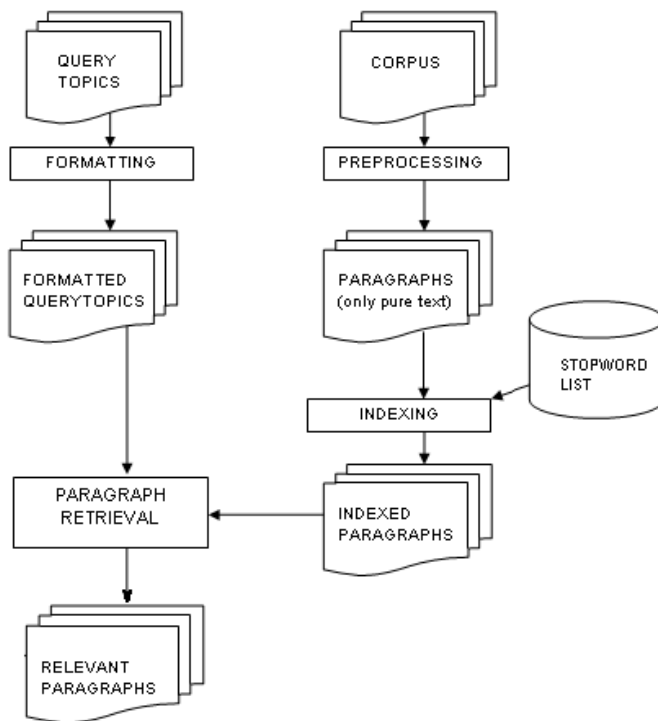 QUERY
TOPICS
CORPUS
FORMATTING
PREPROCESSING
FORMATTED
QUERYTOPICS
PARAGRAPHS
(only pure text)
STOPWORD
LIST
INDEXING
PARAGRAPH
RETRIEVAL
INDEXED
PARAGRAPHS
RELEVANT
PARAGRAPHS